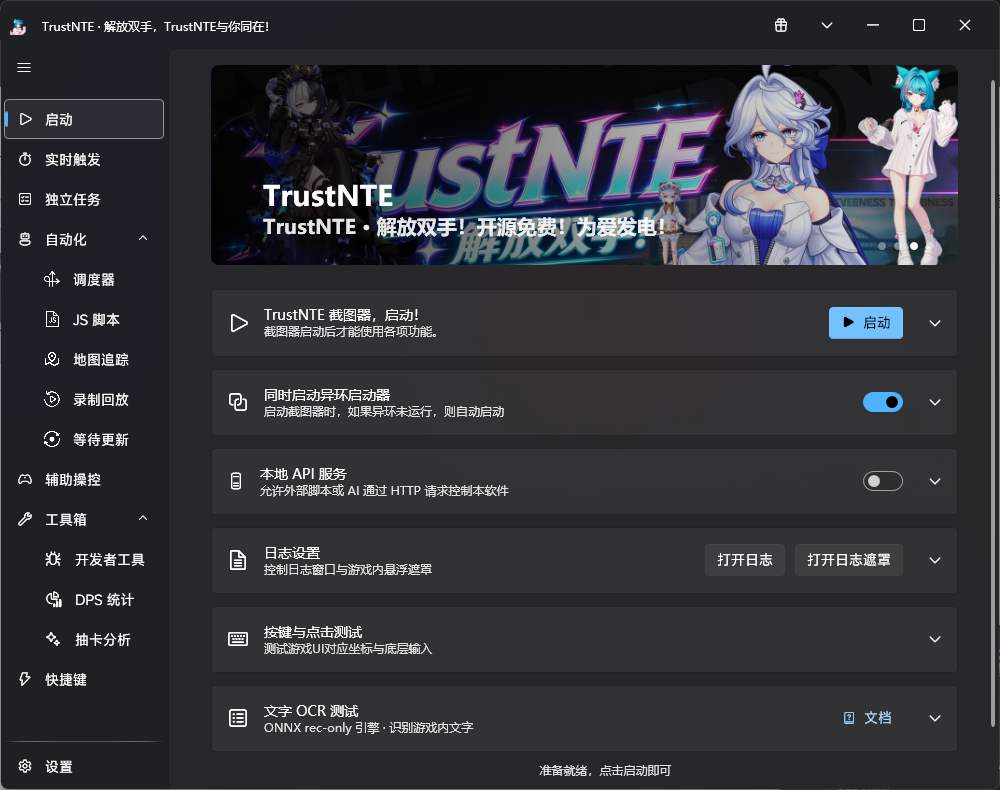 TrustNTE · 解放双手，TrustNTE与你同在！
启动
实时触发
独立任务
自动化
调度器
JS 脚本
地图追踪
录制回放
等待更新
辅助操控
工具箱
开发者工具
DPS 统计
抽卡分析
快捷键
设置
TrustNTE
TrustNTE
TrustNTE • 解放双手！开源免费！为爱发电！
解放双手！
TrustNTE 截图器，启动！
截图器启动后才能使用各项功能。
启动
同时启动异环启动器
启动截图器时，如果异环未运行，则自动启动
本地 API 服务
允许外部脚本或 AI 通过 HTTP 请求控制本软件
日志设置
控制日志窗口与游戏内悬浮遮罩
打开日志
打开日志遮罩
按键与点击测试
测试游戏UI对应坐标与底层输入
文字 OCR 测试
ONNX rec-only 引擎 · 识别游戏内文字
文档
准备就绪，点击启动即可